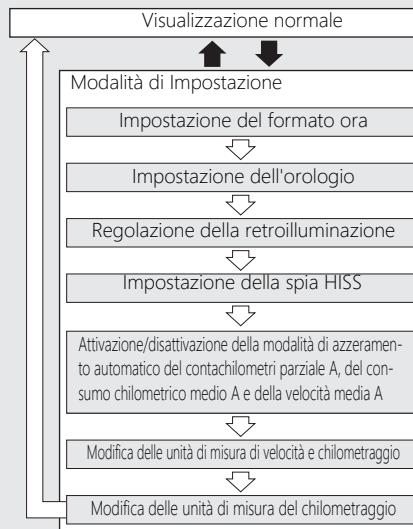 Visualizzazione normale
Modalità di Impostazione
Impostazione del formato ora
Impostazione dell'orologio
Regolazione della retroilluminazione
Impostazione della spia HISS
Attivazione/disattivazione della modalità di azzeramen-
to automatico del contachilometri parziale A, del con-
sumo chilometrico medio A e della velocità media A
Modifica delle unità di misura di velocità e chilometraggio
Modifica delle unità di misura del chilometraggio